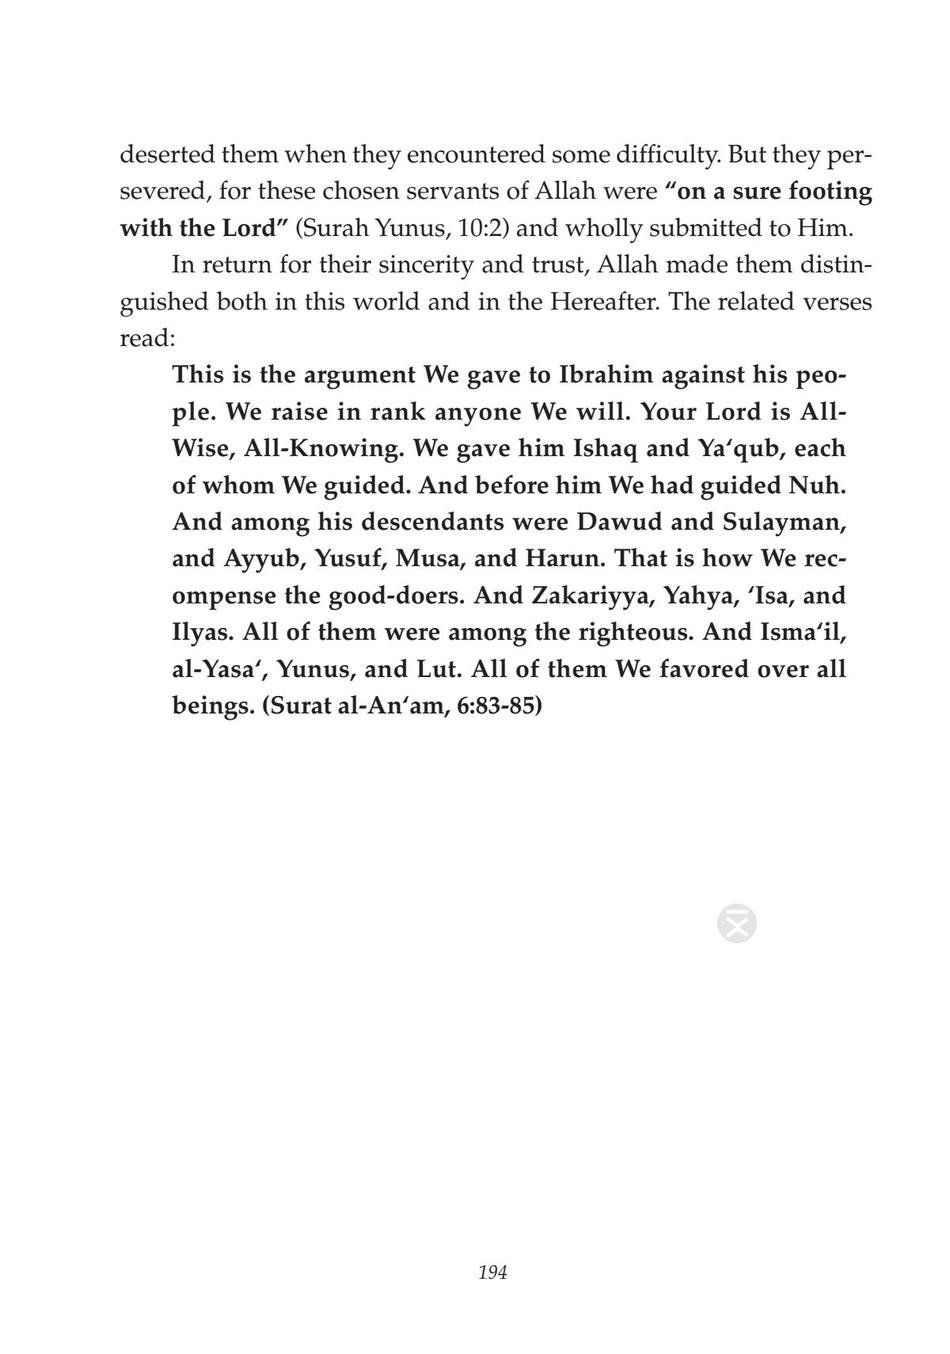 deserted them when they encountered some difficulty. But they per-
severed, for these chosen servants of Allah were “on a sure footing
with the Lord” (Surah Yunus, 10:2) and wholly submitted to Him.
In return for their sincerity and trust, Allah made them distin-
guished both in this world and in the Hereafter. The related verses
read:
This is the argument We gave to Ibrahim against his peo-
ple. We raise in rank anyone We will. Your Lord is All-
Wise, All-Knowing. We gave him Ishaq and Ya‘qub, each
of whom We guided. And before him We had guided Nuh.
And among his descendants were Dawud and Sulayman,
and Ayyub, Yusuf, Musa, and Harun. That is how We rec-
ompense the good-doers. And Zakariyya, Yahya, ‘Isa, and
Ilyas. All of them were among the righteous. And Isma‘il,
al-Yasa‘, Yunus, and Lut. All of them We favored over all
beings. (Surat al-An‘am, 6:83-85)
194